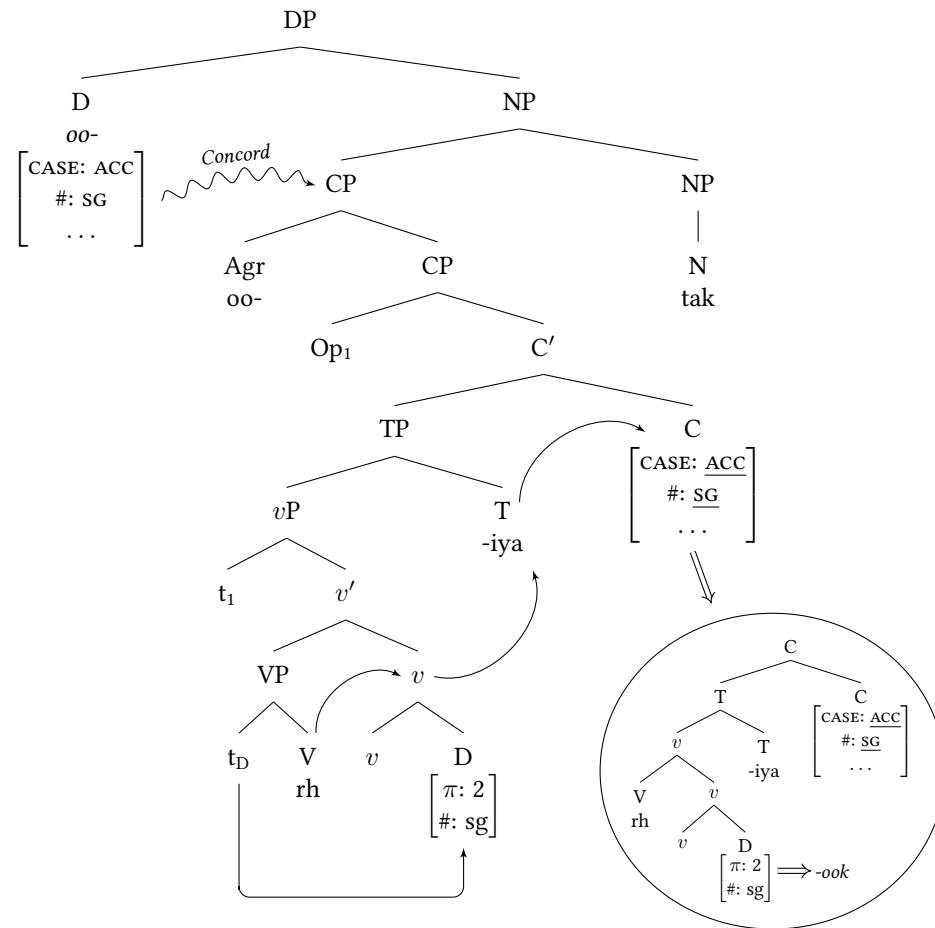 DP
D NP
oo-
CASE: ACC
#: SG
. . .
Concord
CP NP
Agr CP N
oo- tak
Op1 C′
TP C
CASE: ACC
#: SG
. . .
vP T
-iya
t1 v′
VP v
tD V v D
rh
π: 2
#: sg
C
T C
CASE: ACC
#: SG
. . .
v T
-iya
V v
rh
v D
π: 2
#: sg
-ook